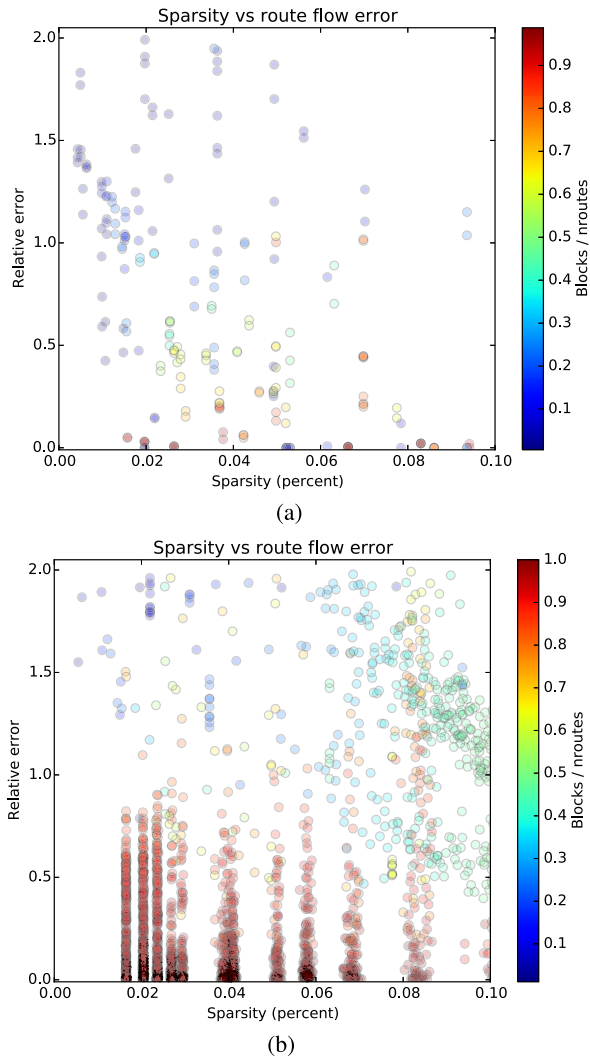 Sparsity vs route flow error
2.0
1.5
1.0
0.5
0.0
Relative error
0.00 0.02 0.04 0.06 0.08 0.10
Sparsity (percent)
0.9
0.8
0.7
0.6
0.5
0.4
0.3
0.2
0.1
Blocks / nroutes
(a)
Sparsity vs route flow error
2.0
1.5
1.0
0.5
0.0
Relative error
0.00 0.02 0.04 0.06 0.08 0.10
Sparsity (percent)
1.0
0.9
0.8
0.7
0.6
0.5
0.4
0.3
0.2
0.1
Blocks / nroutes
(b)